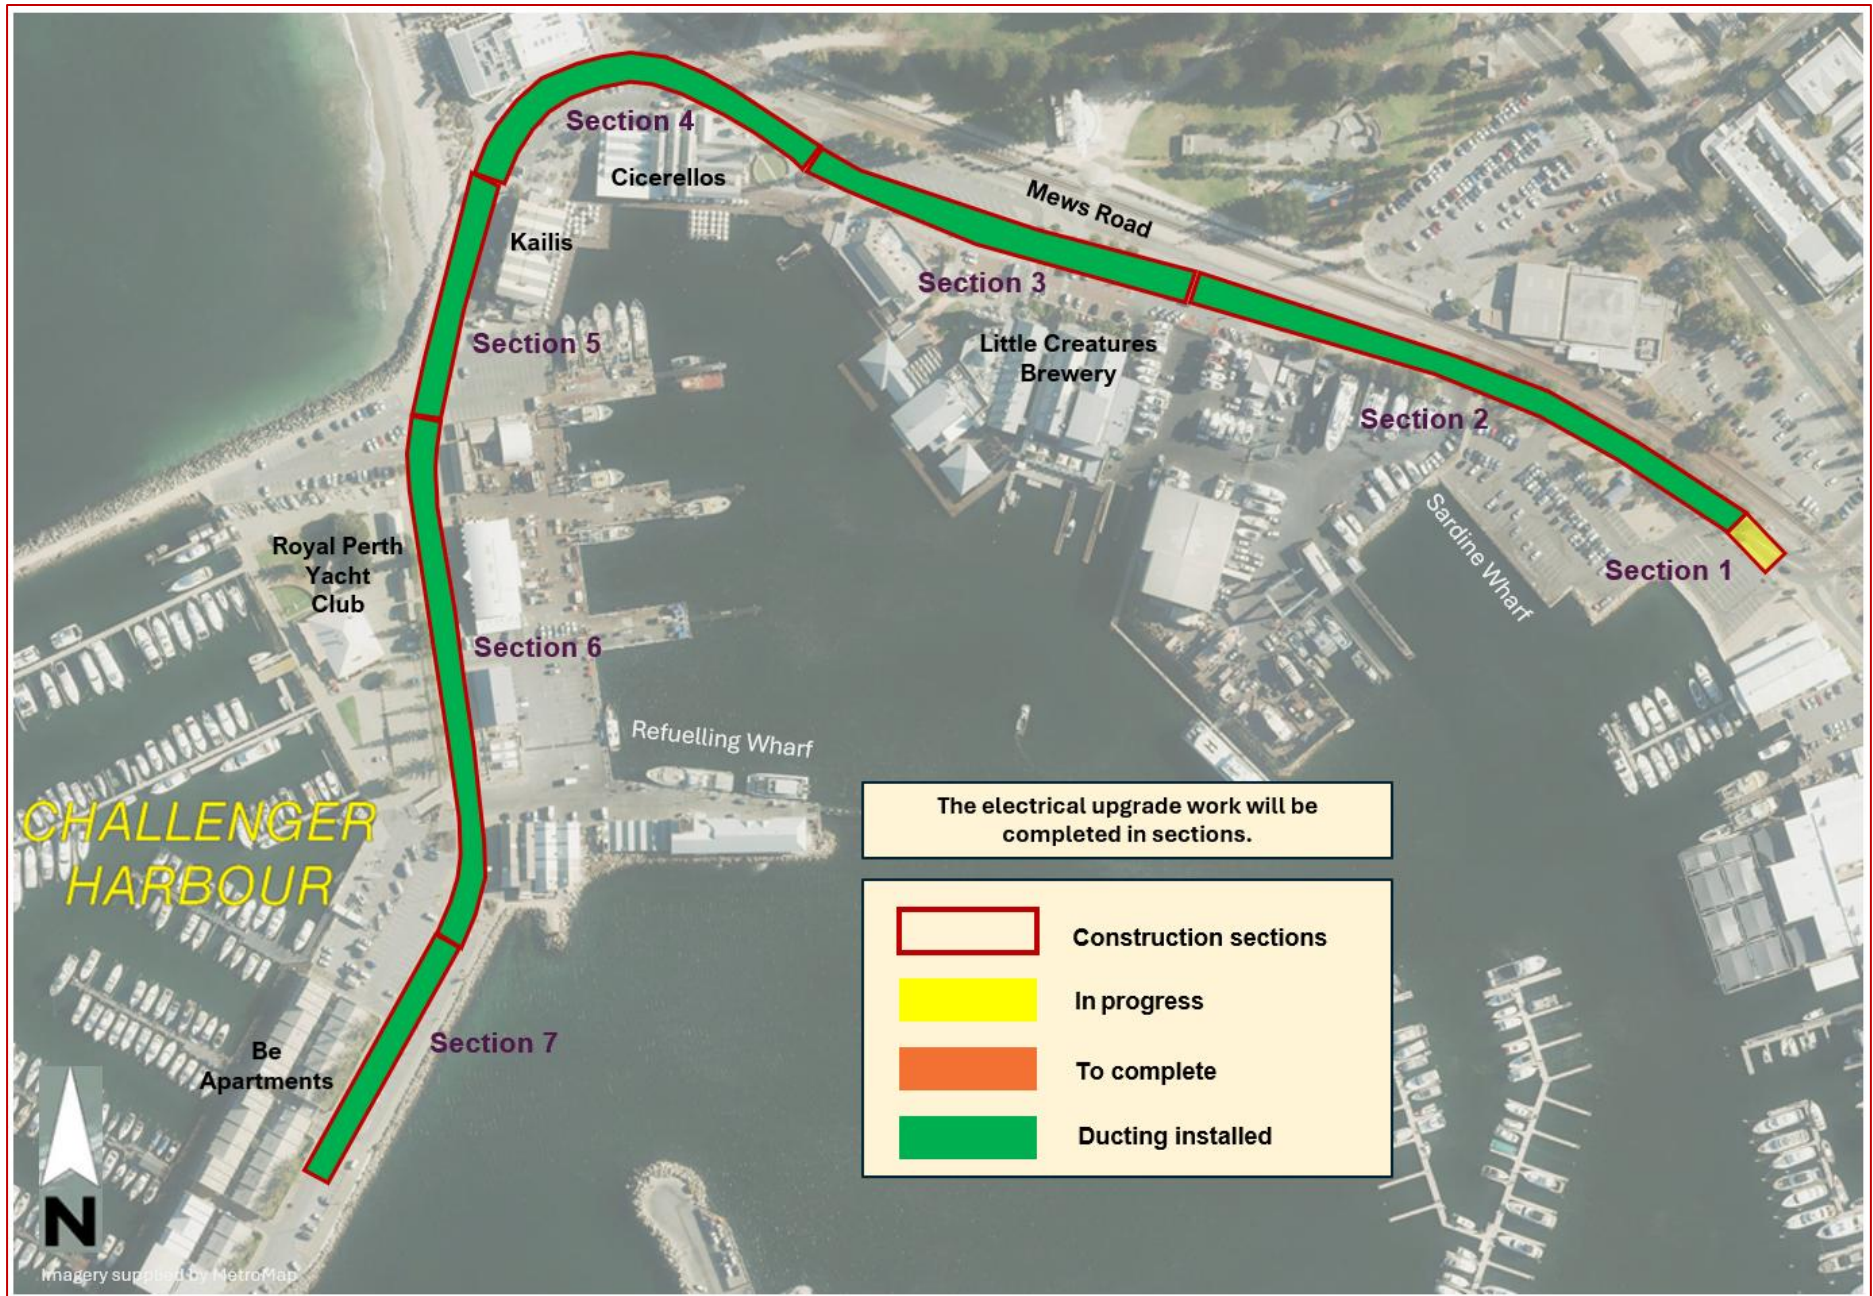 Section 4
Cicerellos
Mews Road
Kailis
Section 3
Section 5
Little Creatures
Brewery
Section 2
Sardine Wharf
Royal Perth
Yacht
Club
Section 1
Section 6
Refuelling Wharf
CHALLENGER
HARBOUR
The electrical upgrade work will be
completed in sections.
Construction sections
In progress
To complete
Ducting installed
Section 7
Be
Apartments
N
Imagery supplied by MetroMap